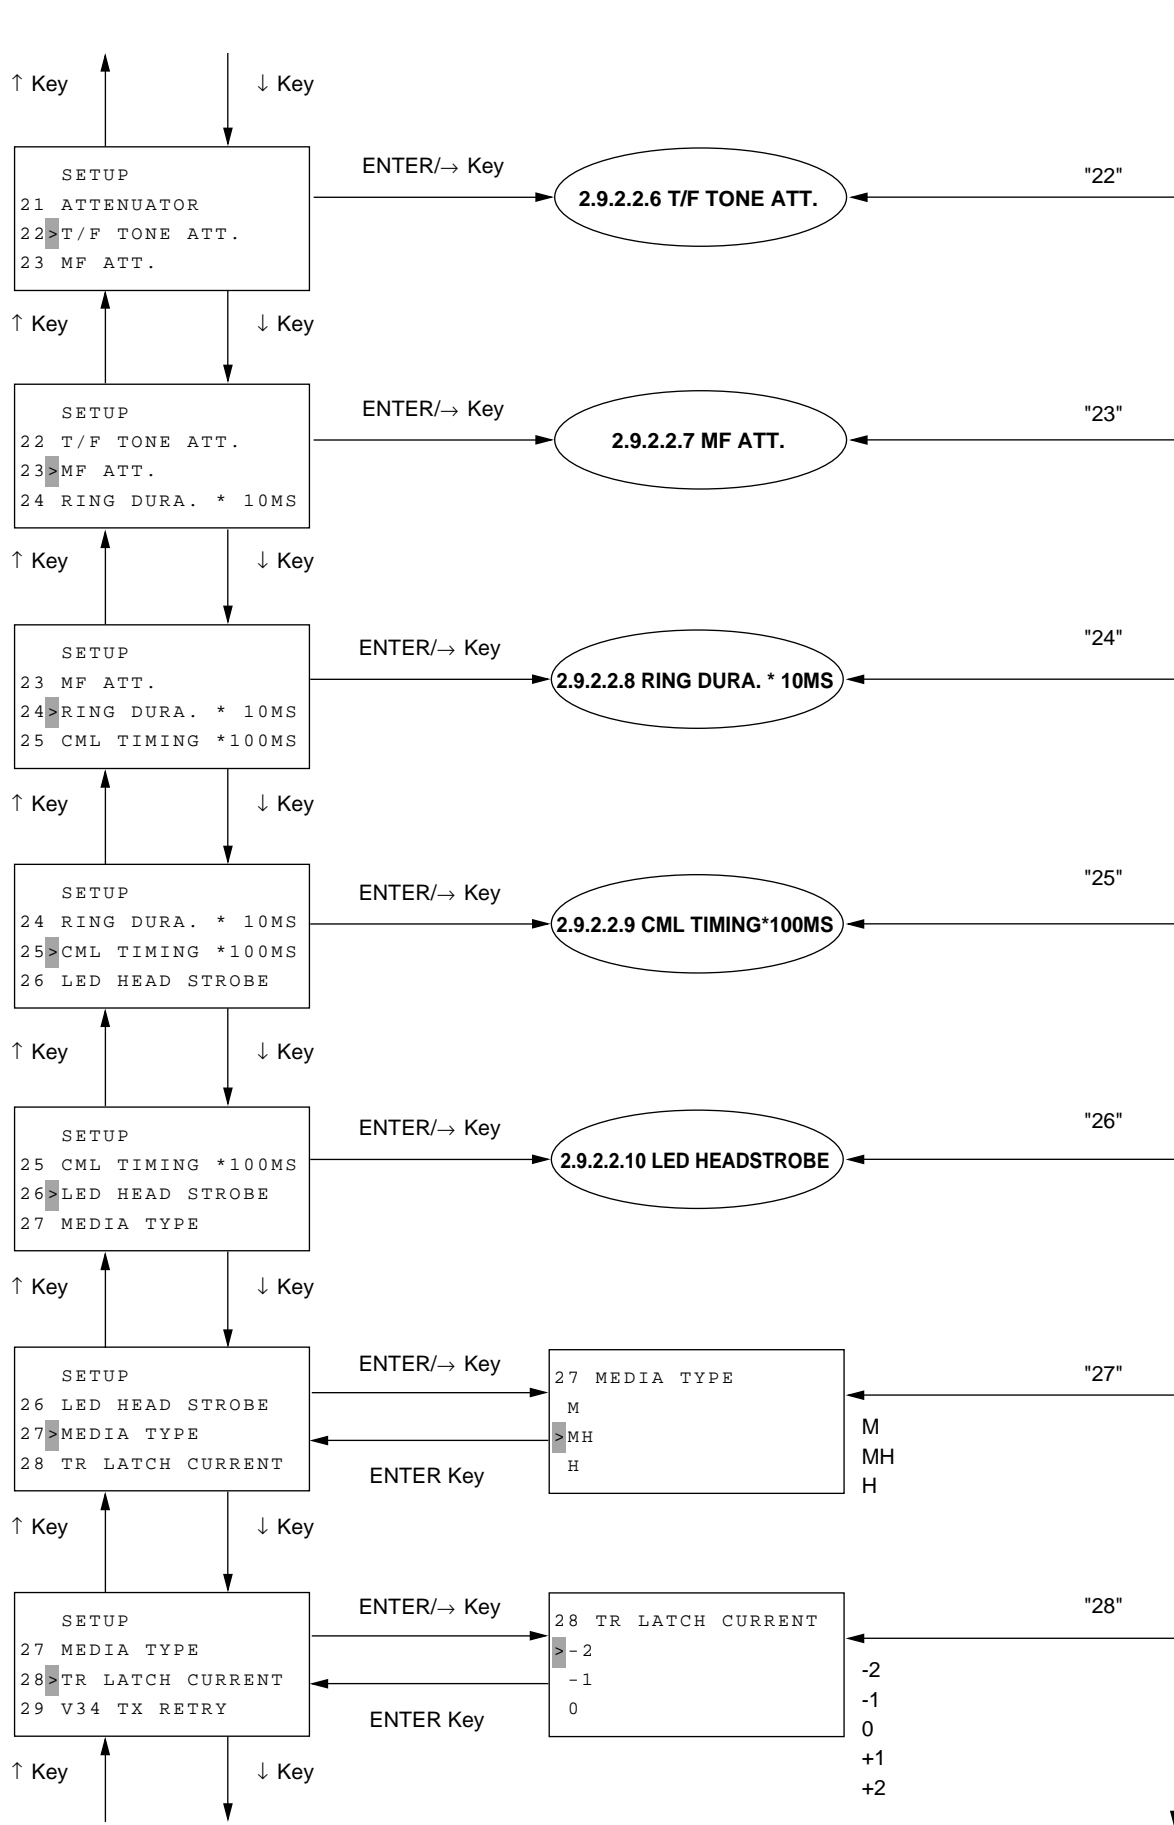 ↑ Key
↓ Key
SETUP
21 ATTENUATOR
22>T/F TONE ATT.
23 MF ATT.
ENTER/→ Key
2.9.2.2.6 T/F TONE ATT.
"22"
↑ Key
↓ Key
SETUP
22 T/F TONE ATT.
23>MF ATT.
24 RING DURA. * 10MS
ENTER/→ Key
2.9.2.2.7 MF ATT.
"23"
↑ Key
↓ Key
SETUP
23 MF ATT.
24>RING DURA. * 10MS
25 CML TIMING *100MS
ENTER/→ Key
2.9.2.2.8 RING DURA. * 10MS
"24"
↑ Key
↓ Key
SETUP
24 RING DURA. * 10MS
25>CML TIMING *100MS
26 LED HEAD STROBE
ENTER/→ Key
2.9.2.2.9 CML TIMING*100MS
"25"
↑ Key
↓ Key
SETUP
25 CML TIMING *100MS
26>LED HEAD STROBE
27 MEDIA TYPE
ENTER/→ Key
2.9.2.2.10 LED HEADSTROBE
"26"
↑ Key
↓ Key
SETUP
26 LED HEAD STROBE
27>MEDIA TYPE
28 TR LATCH CURRENT
ENTER/→ Key
ENTER Key
27 MEDIA TYPE
M
>MH
H
"27"
M
MH
H
↑ Key
↓ Key
SETUP
27 MEDIA TYPE
28>TR LATCH CURRENT
29 V34 TX RETRY
ENTER/→ Key
ENTER Key
28 TR LATCH CURRENT
>-2
-1
0
"28"
-2
-1
0
+1
+2
↑ Key
↓ Key